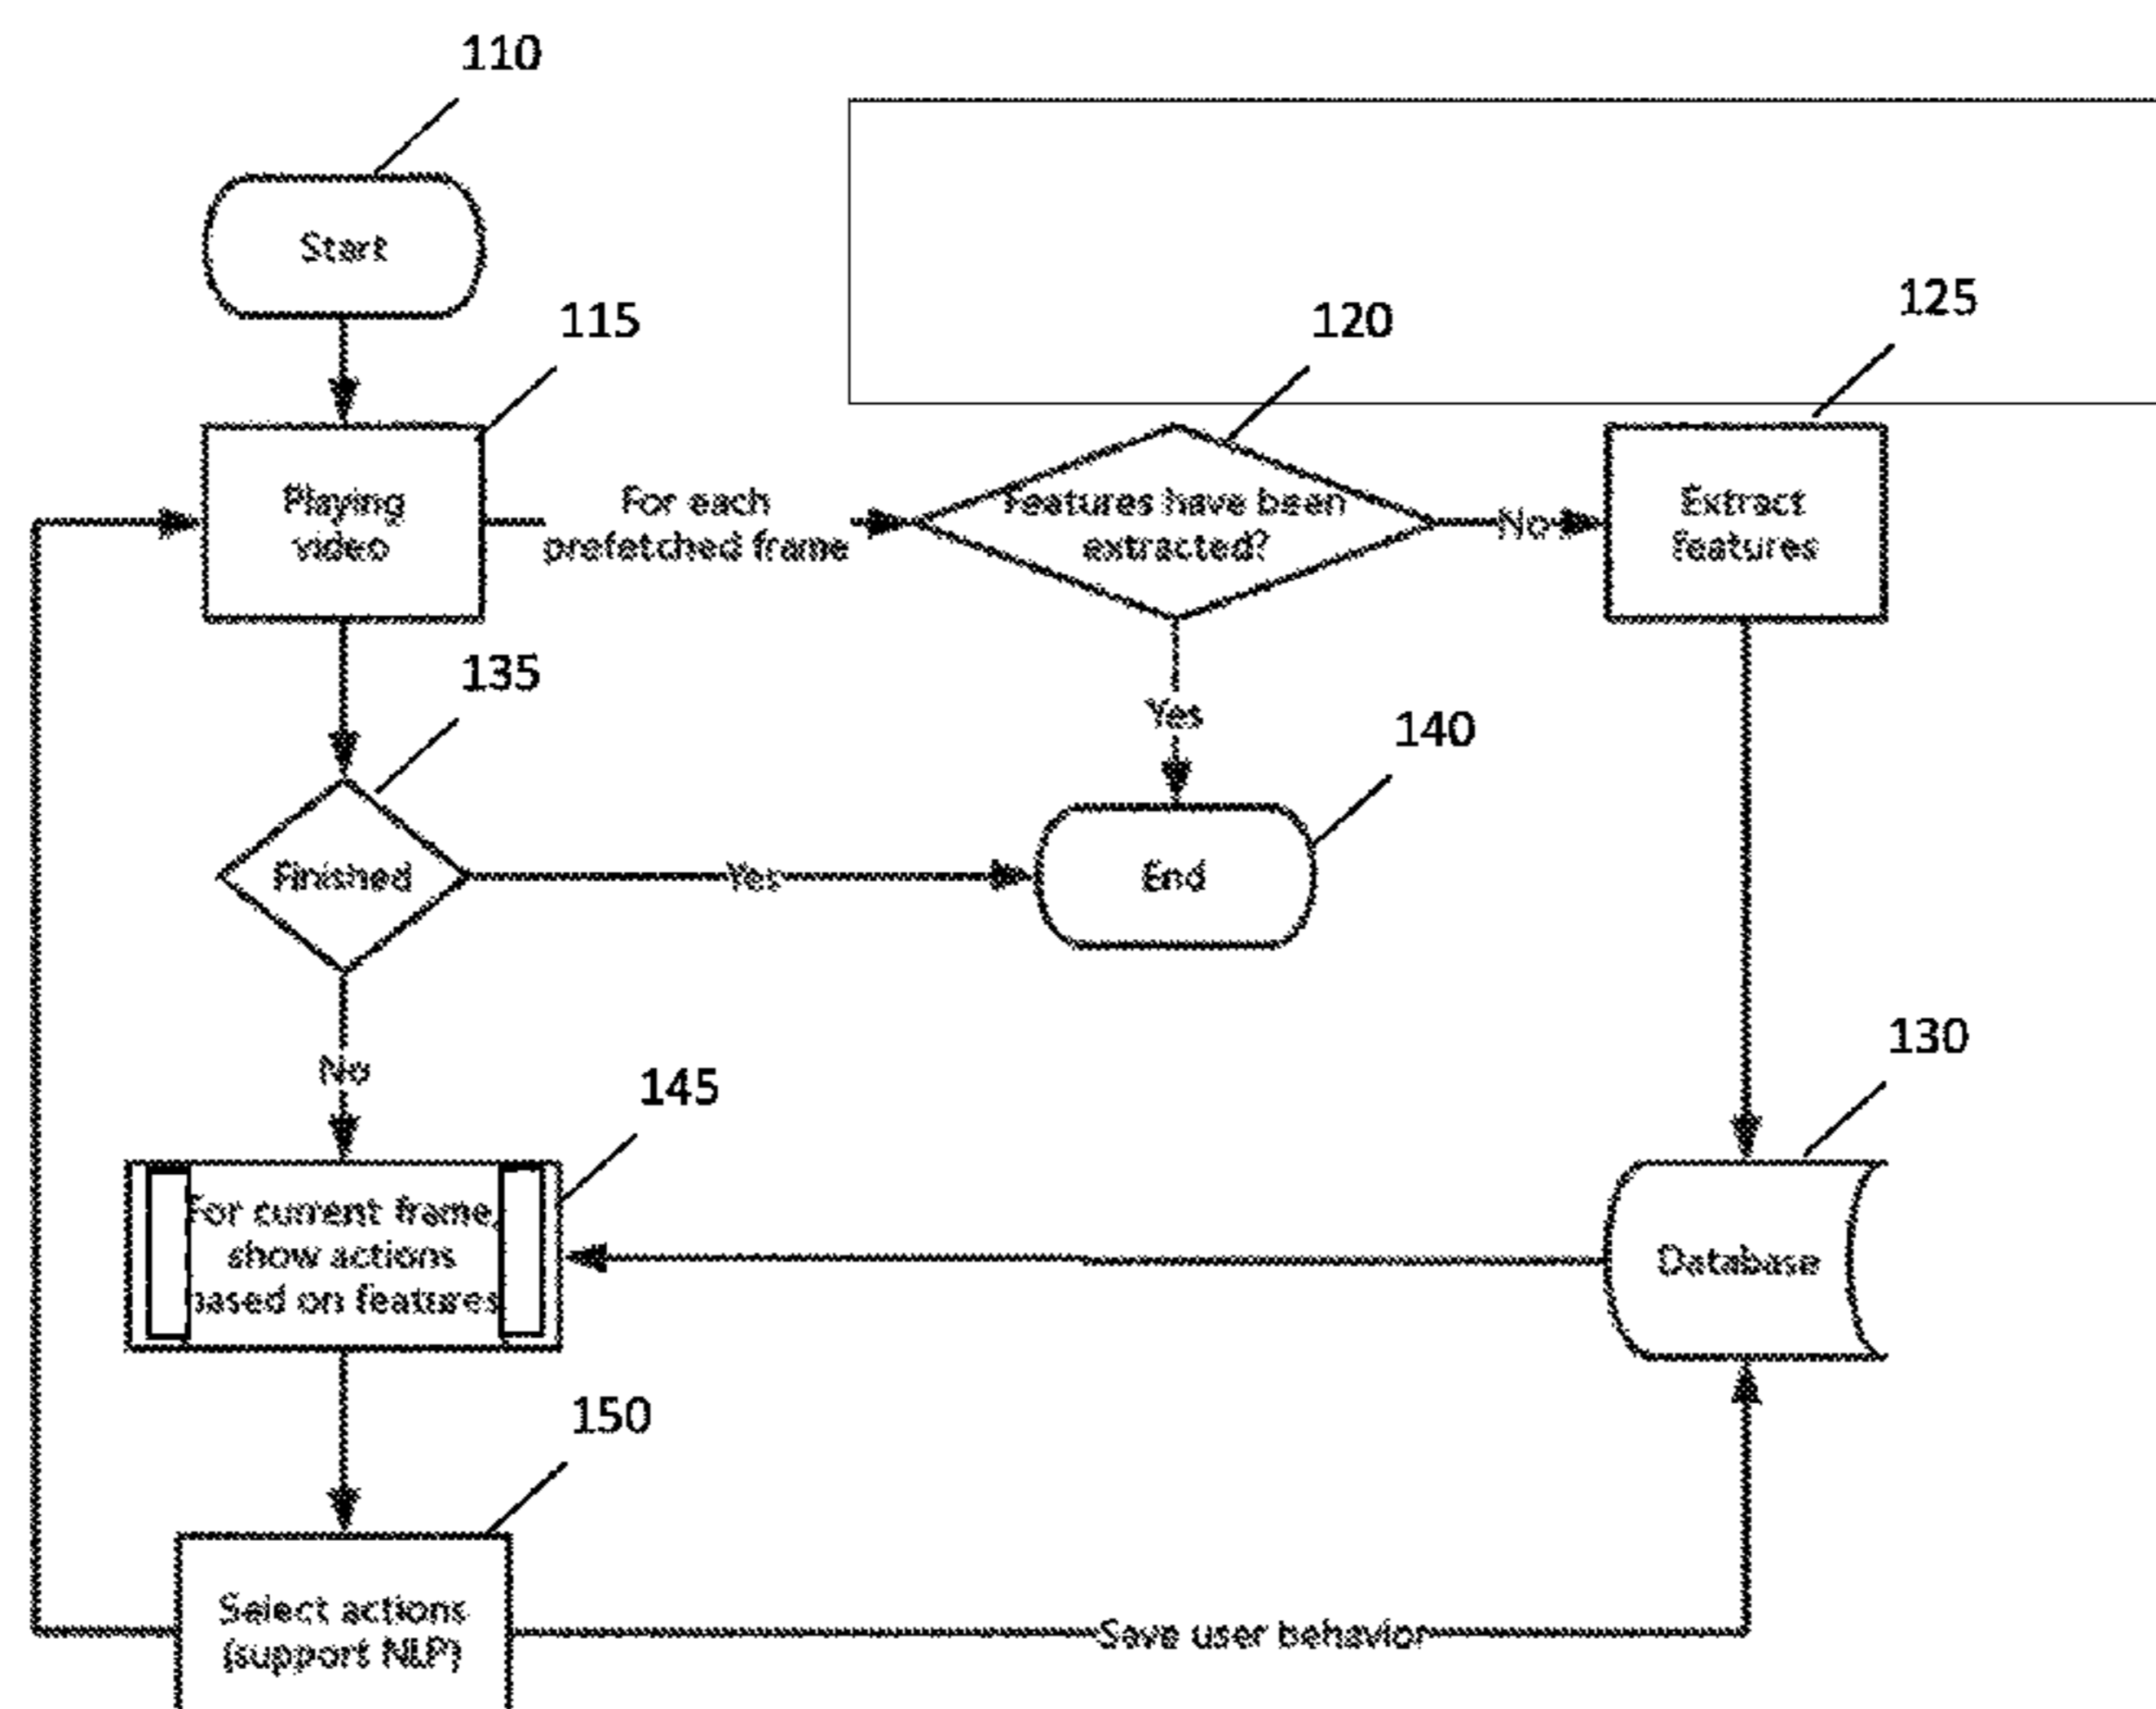 110
Start
115
120
125
Playing
video
For each
prefetched frame
Features have been
extracted?
No
Extract
features
135
Yes
140
Finished
Yes
End
No
145
130
For current frame,
show actions
based on features
Database
150
Select actions
(support NLP)
Save user behavior